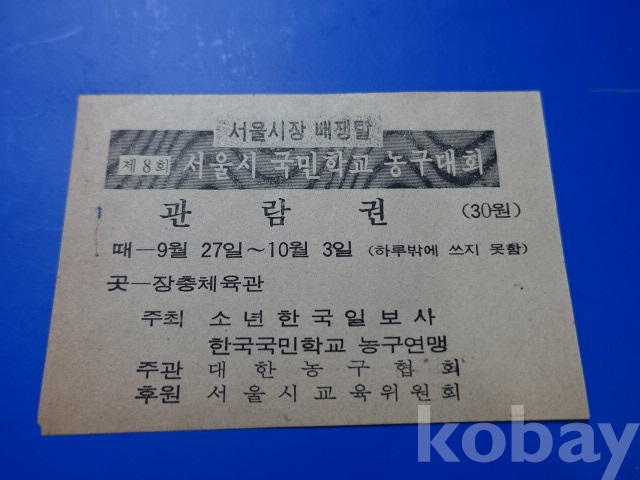 서울시장 배쟁탈
제8회 서울시 국민학교 농구대회
관 람 권 (30원)
때—9월 27일~10월 3일 (하루밖에 쓰지 못함)
곳—장충체육관
주최 소년한국일보사
한국국민학교 농구연맹
주관 대한농구협회
후원 서울시교육위원회
kobay